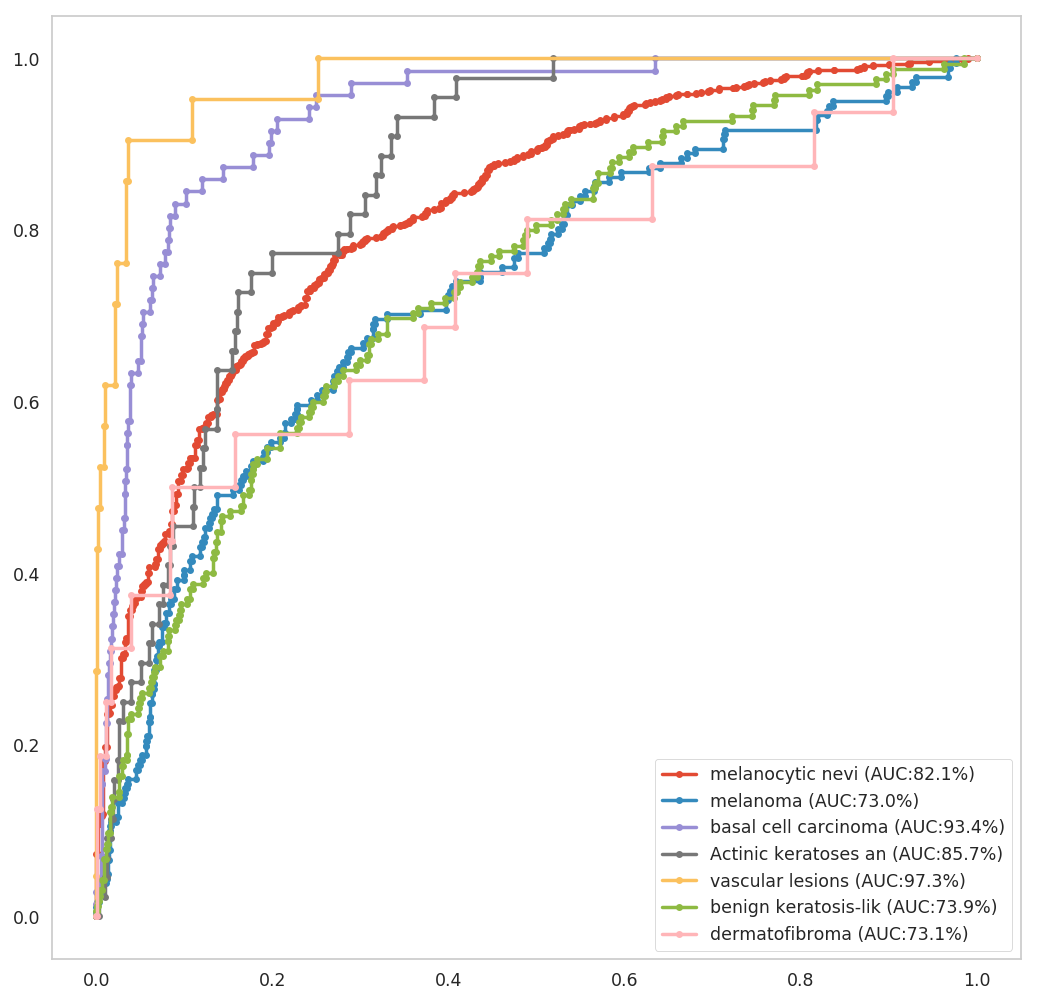 1.0
0.8
0.6
0.4
0.2
0.0
melanocytic nevi (AUC:82.1%)
melanoma (AUC:73.0%)
basal cell carcinoma (AUC:93.4%)
Actinic keratoses an (AUC:85.7%)
vascular lesions (AUC:97.3%)
benign keratosis-lik (AUC:73.9%)
dermatofibroma (AUC:73.1%)
0.0 0.2 0.4 0.6 0.8 1.0